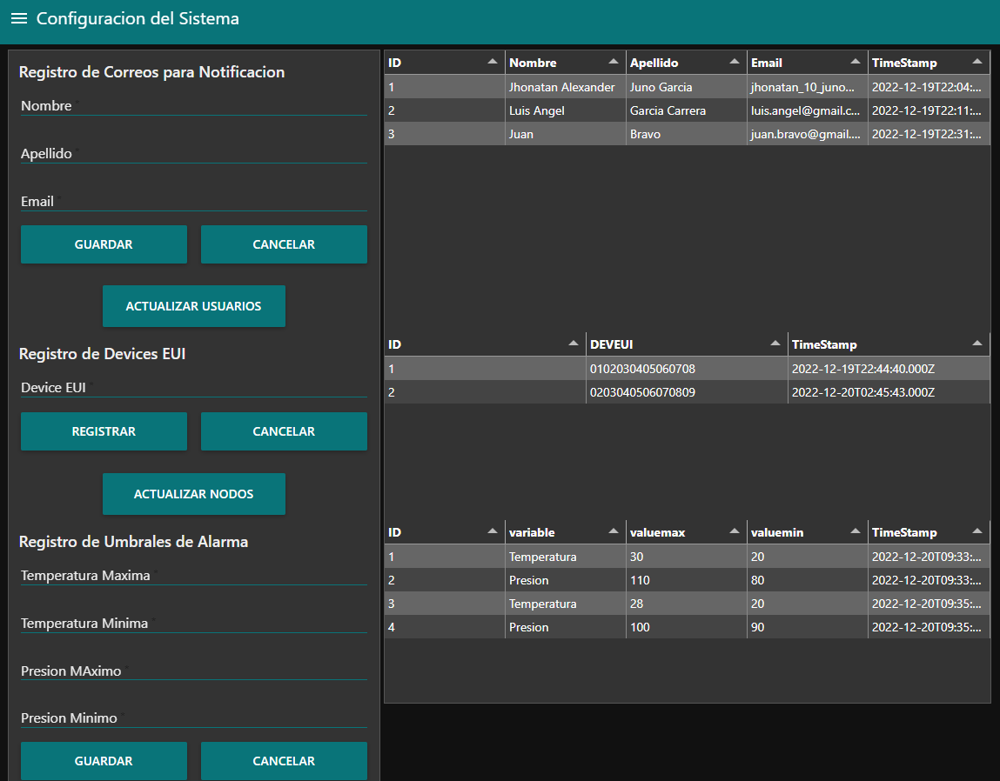 Configuracion del Sistema
Registro de Correos para Notificacion
Nombre *
Apellido *
Email *
GUARDAR CANCELAR
ACTUALIZAR USUARIOS
Registro de Devices EUI
Device EUI *
REGISTRAR CANCELAR
ACTUALIZAR NODOS
Registro de Umbrales de Alarma
Temperatura Maxima *
Temperatura Minima *
Presion MAximo *
Presion Minimo *
GUARDAR CANCELAR
ID Nombre Apellido Email TimeStamp
1 Jhonatan Alexander Juno Garcia jhonatan_10_juno... 2022-12-19T22:04:...
2 Luis Angel Garcia Carrera luis.angel@gmail.c... 2022-12-19T22:11:...
3 Juan Bravo juan.bravo@gmail.... 2022-12-19T22:31:...
ID DEVEUI TimeStamp
1 0102030405060708 2022-12-19T22:44:40.000Z
2 0203040506070809 2022-12-20T02:45:43.000Z
ID variable valuemax valuemin TimeStamp
1 Temperatura 30 20 2022-12-20T09:33:...
2 Presion 110 80 2022-12-20T09:33:...
3 Temperatura 28 20 2022-12-20T09:35:...
4 Presion 100 90 2022-12-20T09:35:...